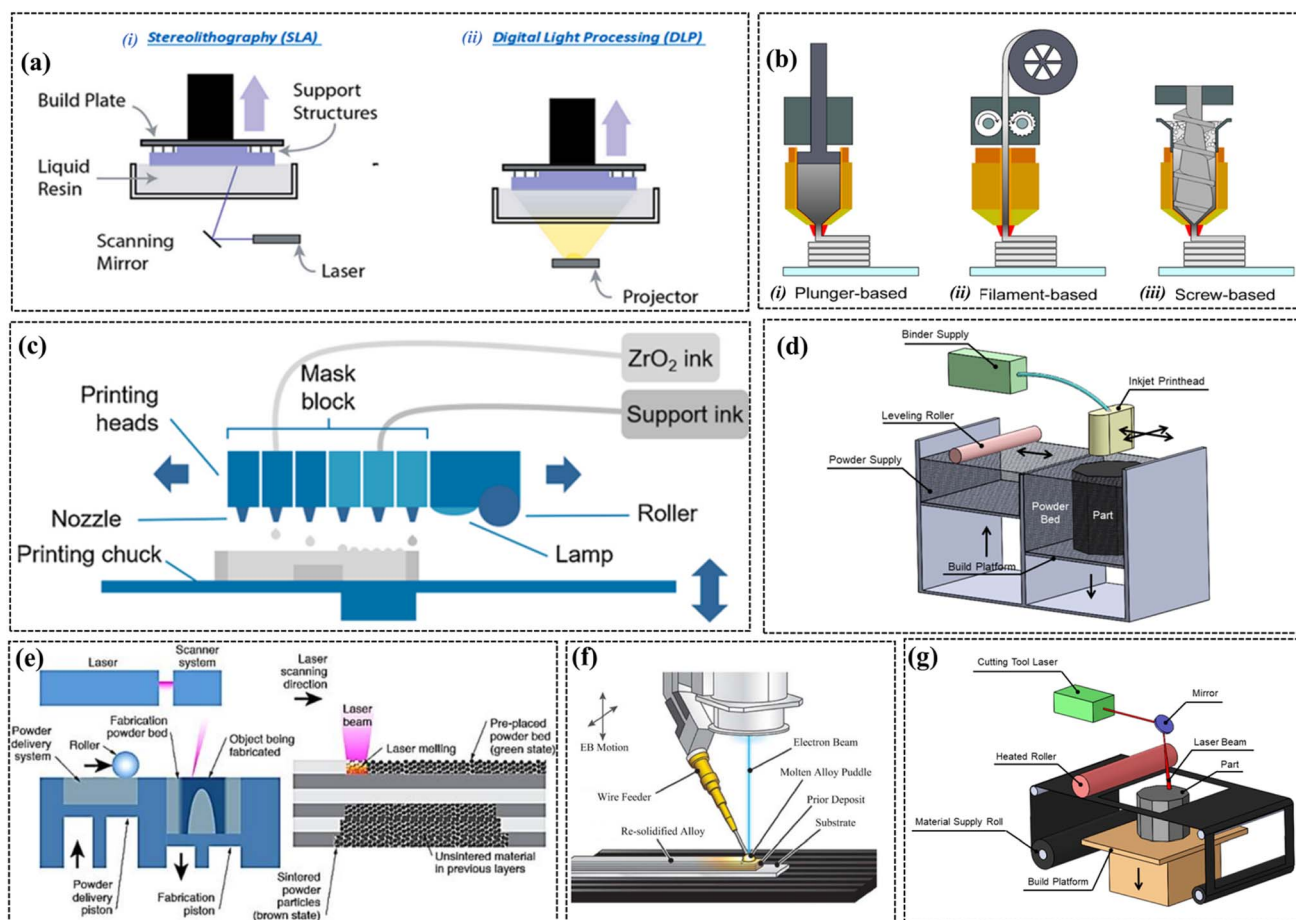 (a)
(i) Stereolithography (SLA)
(ii) Digital Light Processing (DLP)
Build Plate
Support
Structures
Liquid
Resin
Scanning
Mirror
Laser
Projector
(b)
(i) Plunger-based
(ii) Filament-based
(iii) Screw-based
(c)
ZrO₂ ink
Mask
block
Support ink
Printing
heads
Nozzle
Roller
Printing chuck
Lamp
(d)
Binder Supply
Inkjet Printhead
Leveling Roller
Powder Supply
Powder
Bed
Part
Build Platform
(e)
Laser
Scanner
system
Laser
scanning
direction
Powder
delivery
system
Roller
Fabrication
powder bed
Object being
fabricated
Laser
beam
Laser melting
Pre-placed
powder bed
(green state)
Powder
delivery
piston
Fabrication
piston
Sintered
powder
particles
(brown state)
Unsintered material
in previous layers
(f)
EB Motion
Electron Beam
Wire Feeder
Molten Alloy Puddle
Prior Deposit
Substrate
Re-solidified Alloy
(g)
Cutting Tool Laser
Mirror
Laser Beam
Heated Roller
Part
Material Supply Roll
Build Platform